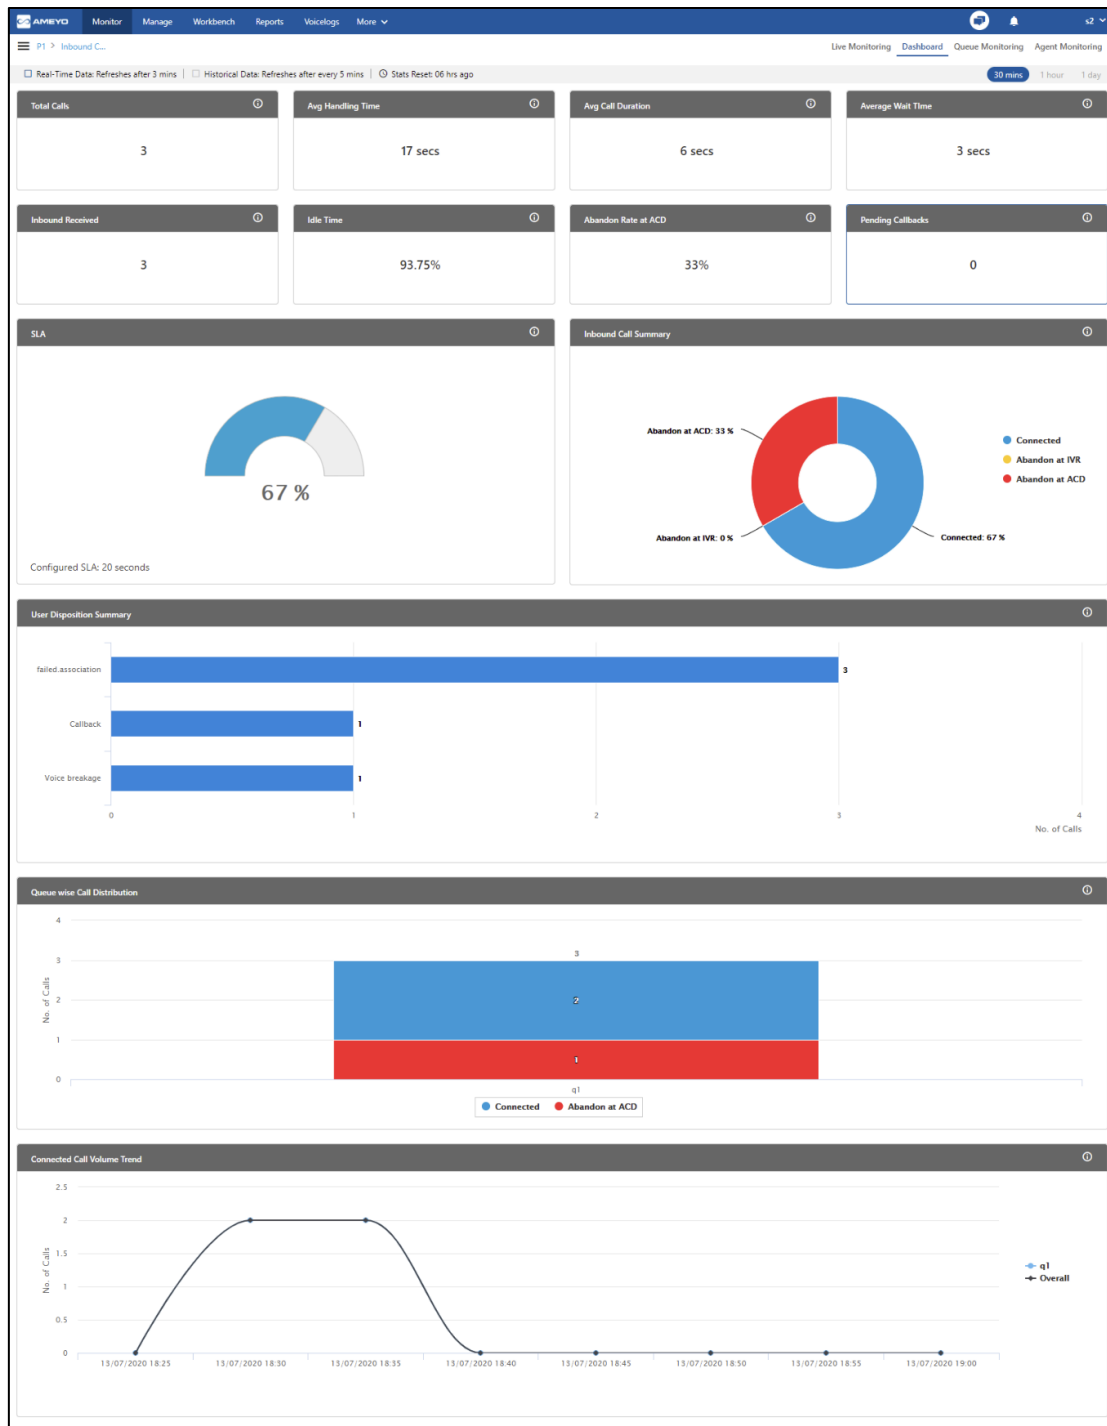 AMEYO Monitor Manage Workbench Reports Voicelogs More s2
P1 > Inbound C... Live Monitoring Dashboard Queue Monitoring Agent Monitoring
Real-Time Data: Refreshes after 3 mins | Historical Data: Refreshes after every 5 mins | Stats Reset: 06 hrs ago 30 mins 1 hour 1 day
Total Calls Avg Handling Time Avg Call Duration Average Wait TIme
3 17 secs 6 secs 3 secs
Inbound Received Idle Time Abandon Rate at ACD Pending Callbacks
3 93.75% 33% 0
SLA Inbound Call Summary
67 %
Configured SLA: 20 seconds
Abandon at ACD: 33 %
Abandon at IVR: 0 %
Connected: 67 %
Connected
Abandon at IVR
Abandon at ACD
User Disposition Summary
failed.association 3
Callback 1
Voice breakage 1
0 1 2 3 4
No. of Calls
Queue wise Call Distribution
No. of Calls
4
3
2
1
0
3
2
1
q1
Connected Abandon at ACD
Connected Call Volume Trend
No. of Calls
2.5
2
1.5
1
0.5
0
13/07/2020 18:25 13/07/2020 18:30 13/07/2020 18:35 13/07/2020 18:40 13/07/2020 18:45 13/07/2020 18:50 13/07/2020 18:55 13/07/2020 19:00
q1
Overall